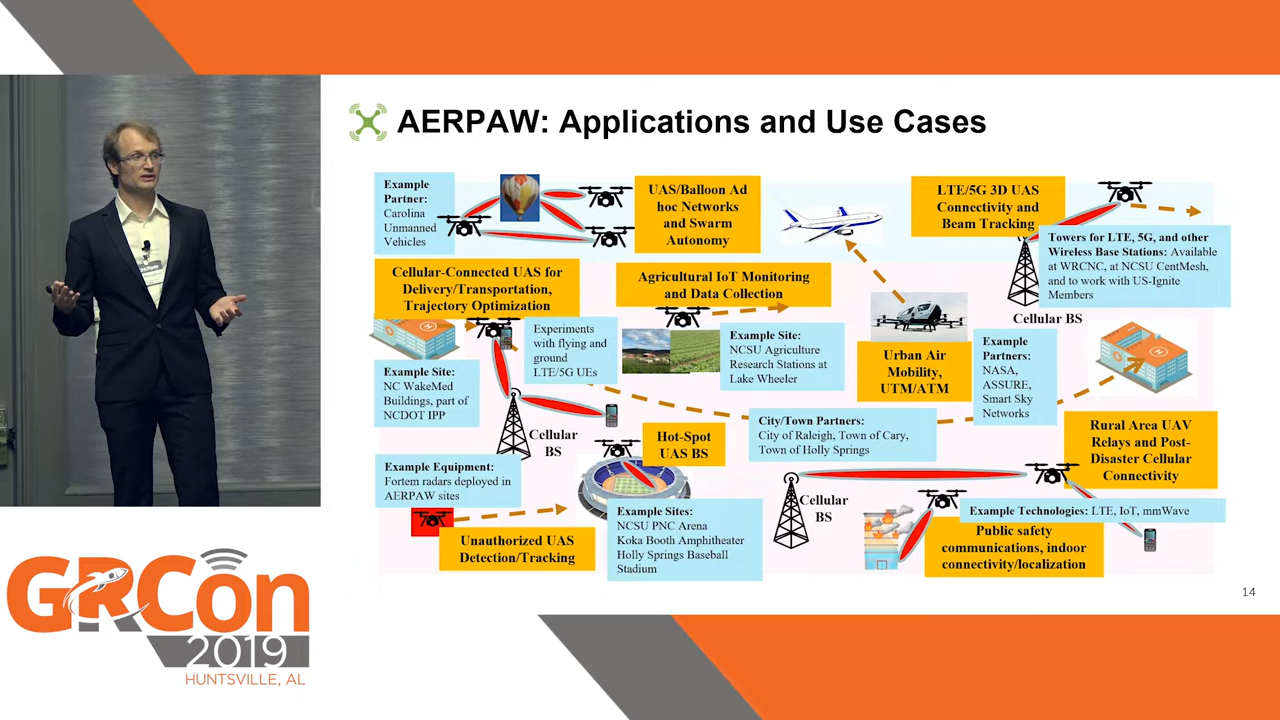 AERPAW: Applications and Use Cases
Example
Partner:
Carolina
Unmanned
Vehicles
UAS/Balloon Ad
hoc Networks
and Swarm
Autonomy
LTE/5G 3D UAS
Connectivity and
Beam Tracking
Towers for LTE, 5G, and other
Wireless Base Stations: Available
at WRCNC, at NCSU CentMesh,
and to work with US-Ignite
Members
Cellular BS
Cellular-Connected UAS for
Delivery/Transportation,
Trajectory Optimization
Agricultural IoT Monitoring
and Data Collection
Experiments
with flying and
ground
LTE/5G UEs
Example Site:
NCSU Agriculture
Research Stations at
Lake Wheeler
Urban Air
Mobility,
UTM/ATM
Example
Partners:
NASA,
ASSURE,
Smart Sky
Networks
Example Site:
NC WakeMed
Buildings, part of
NCDOT IPP
Cellular
BS
Hot-Spot
UAS BS
City/Town Partners:
City of Raleigh, Town of Cary,
Town of Holly Springs
Rural Area UAV
Relays and Post-
Disaster Cellular
Connectivity
Example Equipment:
Fortem radars deployed in
AERPAW sites
Unauthorized UAS
Detection/Tracking
Example Sites:
NCSU PNC Arena
Koka Booth Amphitheater
Holly Springs Baseball
Stadium
Cellular
BS
Example Technologies: LTE, IoT, mmWave
Public safety
communications, indoor
connectivity/localization
14
GRCon
2019
HUNTSVILLE, AL